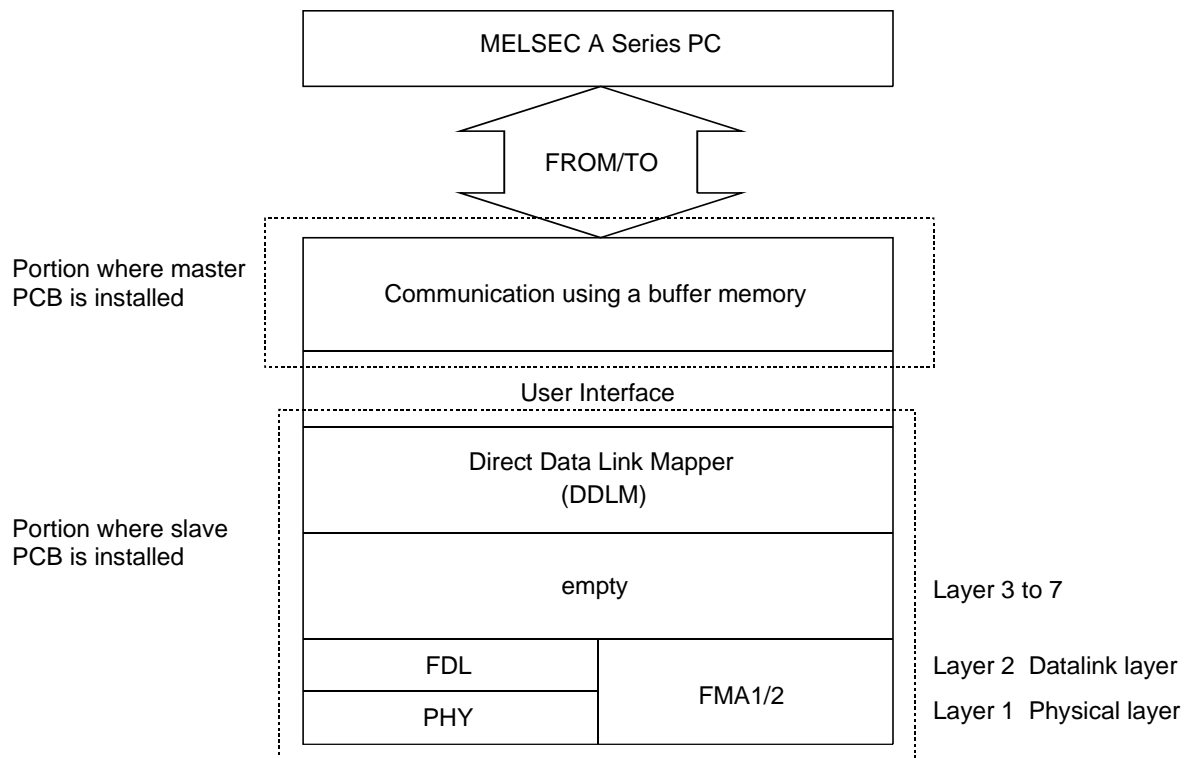 MELSEC A Series PC
FROM/TO
Portion where master
PCB is installed
Communication using a buffer memory
User Interface
Direct Data Link Mapper
(DDLM)
Portion where slave
PCB is installed
empty
Layer 3 to 7
FDL
Layer 2 Datalink layer
FMA1/2
PHY
Layer 1 Physical layer